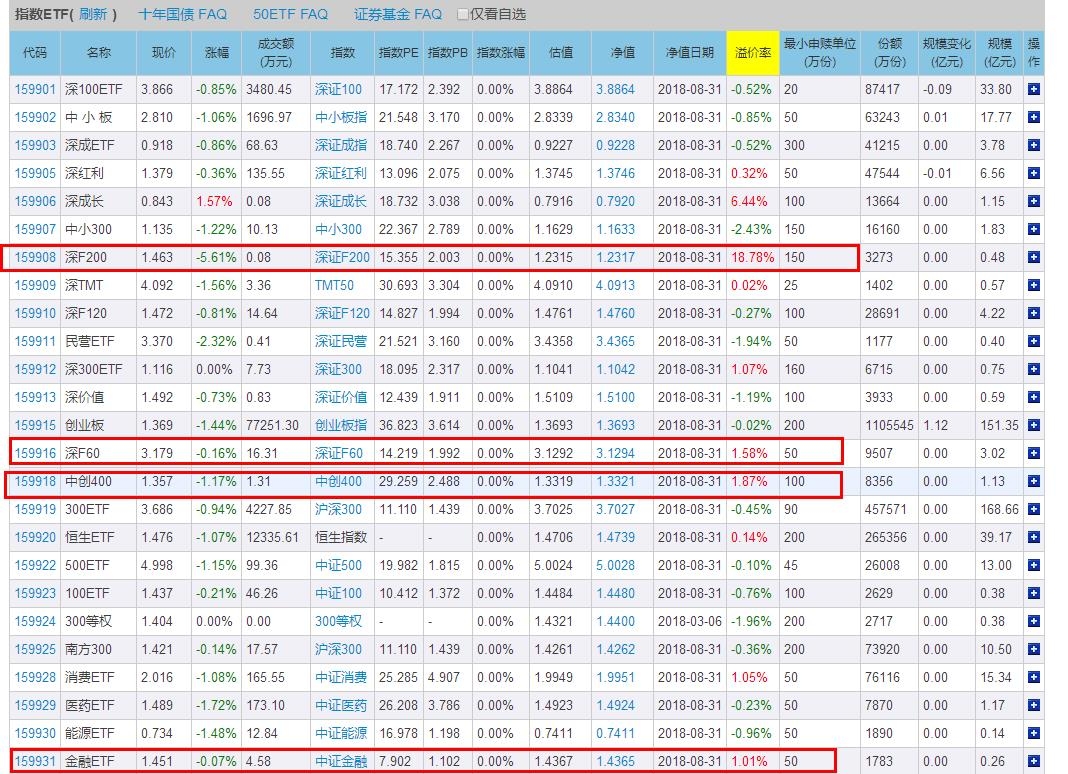 指数ETF( 刷新 ) 十年国债 FAQ 50ETF FAQ 证券基金 FAQ 仅看自选
代码 名称 现价 涨幅 成交额(万元) 指数 指数PE 指数PB 指数涨幅 估值 净值 净值日期 溢价率 最小申赎单位(万份) 份额(万份) 规模变化(亿元) 规模(亿元) 操作
159901 深100ETF 3.866 -0.85% 3480.45 深证100 17.172 2.392 0.00% 3.8864 3.8864 2018-08-31 -0.52% 20 87417 -0.09 33.80
159902 中 小 板 2.810 -1.06% 1696.97 中小板指 21.548 3.170 0.00% 2.8339 2.8340 2018-08-31 -0.85% 50 63243 0.01 17.77
159903 深成ETF 0.918 -0.86% 68.63 深证成指 18.740 2.267 0.00% 0.9227 0.9228 2018-08-31 -0.52% 300 41215 0.00 3.78
159905 深红利 1.379 -0.36% 135.55 深证红利 13.096 2.075 0.00% 1.3745 1.3746 2018-08-31 0.32% 50 47544 -0.01 6.56
159906 深成长 0.843 1.57% 0.08 深证成长 18.732 3.038 0.00% 0.7916 0.7920 2018-08-31 6.44% 100 13664 0.00 1.15
159907 中小300 1.135 -1.22% 10.13 中小300 22.367 2.789 0.00% 1.1629 1.1633 2018-08-31 -2.43% 150 16160 0.00 1.83
159908 深F200 1.463 -5.61% 0.08 深证F200 15.355 2.003 0.00% 1.2315 1.2317 2018-08-31 18.78% 150 3273 0.00 0.48
159909 深TMT 4.092 -1.56% 3.36 TMT50 30.693 3.304 0.00% 4.0910 4.0913 2018-08-31 0.02% 25 1402 0.00 0.57
159910 深F120 1.472 -0.81% 14.64 深证F120 14.827 1.994 0.00% 1.4761 1.4760 2018-08-31 -0.27% 100 28691 0.00 4.22
159911 民营ETF 3.370 -2.32% 0.41 深证民营 21.521 3.160 0.00% 3.4358 3.4365 2018-08-31 -1.94% 50 1177 0.00 0.40
159912 深300ETF 1.116 0.00% 7.73 深证300 18.095 2.317 0.00% 1.1041 1.1042 2018-08-31 1.07% 160 6715 0.00 0.75
159913 深价值 1.492 -0.73% 0.83 深证价值 12.439 1.911 0.00% 1.5109 1.5100 2018-08-31 -1.19% 100 3933 0.00 0.59
159915 创业板 1.369 -1.44% 77251.30 创业板指 36.823 3.614 0.00% 1.3693 1.3693 2018-08-31 -0.02% 200 1105545 1.12 151.35
159916 深F60 3.179 -0.16% 16.31 深证F60 14.219 1.992 0.00% 3.1292 3.1294 2018-08-31 1.58% 50 9507 0.00 3.02
159918 中创400 1.357 -1.17% 1.31 中创400 29.259 2.488 0.00% 1.3319 1.3321 2018-08-31 1.87% 100 8356 0.00 1.13
159919 300ETF 3.686 -0.94% 4227.85 沪深300 11.110 1.439 0.00% 3.7025 3.7027 2018-08-31 -0.45% 90 457571 0.00 168.66
159920 恒生ETF 1.476 -1.07% 12335.61 恒生指数 - - 0.00% 1.4706 1.4739 2018-08-31 0.14% 200 265356 0.00 39.17
159922 500ETF 4.998 -1.15% 99.36 中证500 19.982 1.815 0.00% 5.0024 5.0028 2018-08-31 -0.10% 45 26008 0.00 13.00
159923 100ETF 1.437 -0.21% 46.26 中证100 10.412 1.372 0.00% 1.4484 1.4480 2018-08-31 -0.76% 100 2629 0.00 0.38
159924 300等权 1.404 0.00% 0.00 300等权 - - 0.00% 1.4321 1.4400 2018-03-06 -1.96% 200 2717 0.00 0.38
159925 南方300 1.421 -0.14% 17.57 沪深300 11.110 1.439 0.00% 1.4261 1.4262 2018-08-31 -0.36% 200 73920 0.00 10.50
159928 消费ETF 2.016 -1.08% 165.55 中证消费 25.285 4.907 0.00% 1.9949 1.9951 2018-08-31 1.05% 50 76116 0.00 15.34
159929 医药ETF 1.489 -1.72% 173.10 中证医药 26.208 3.786 0.00% 1.4923 1.4924 2018-08-31 -0.23% 50 7870 0.00 1.17
159930 能源ETF 0.734 -1.48% 12.84 中证能源 16.978 1.198 0.00% 0.7411 0.7411 2018-08-31 -0.96% 50 1890 0.00 0.14
159931 金融ETF 1.451 -0.07% 4.58 中证金融 7.902 1.102 0.00% 1.4367 1.4365 2018-08-31 1.01% 50 1783 0.00 0.26